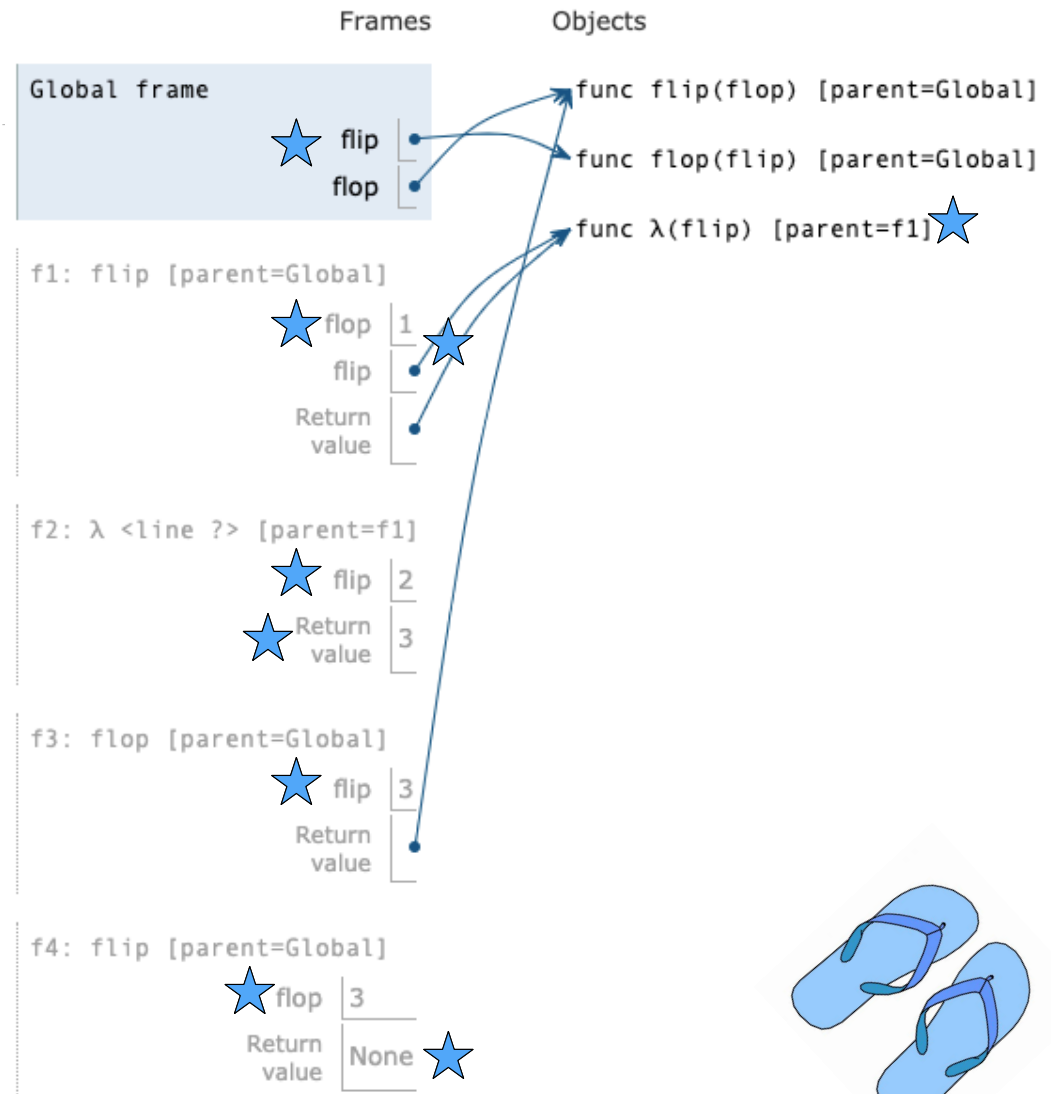 Frames Objects
Global frame
flip
flop
func flip(flop) [parent=Global]
func flop(flip) [parent=Global]
func λ(flip) [parent=f1]
f1: flip [parent=Global]
flop 1
flip
Return
value
f2: λ <line ?> [parent=f1]
flip 2
Return
value 3
f3: flop [parent=Global]
flip 3
Return
value
f4: flip [parent=Global]
flop 3
Return
value None